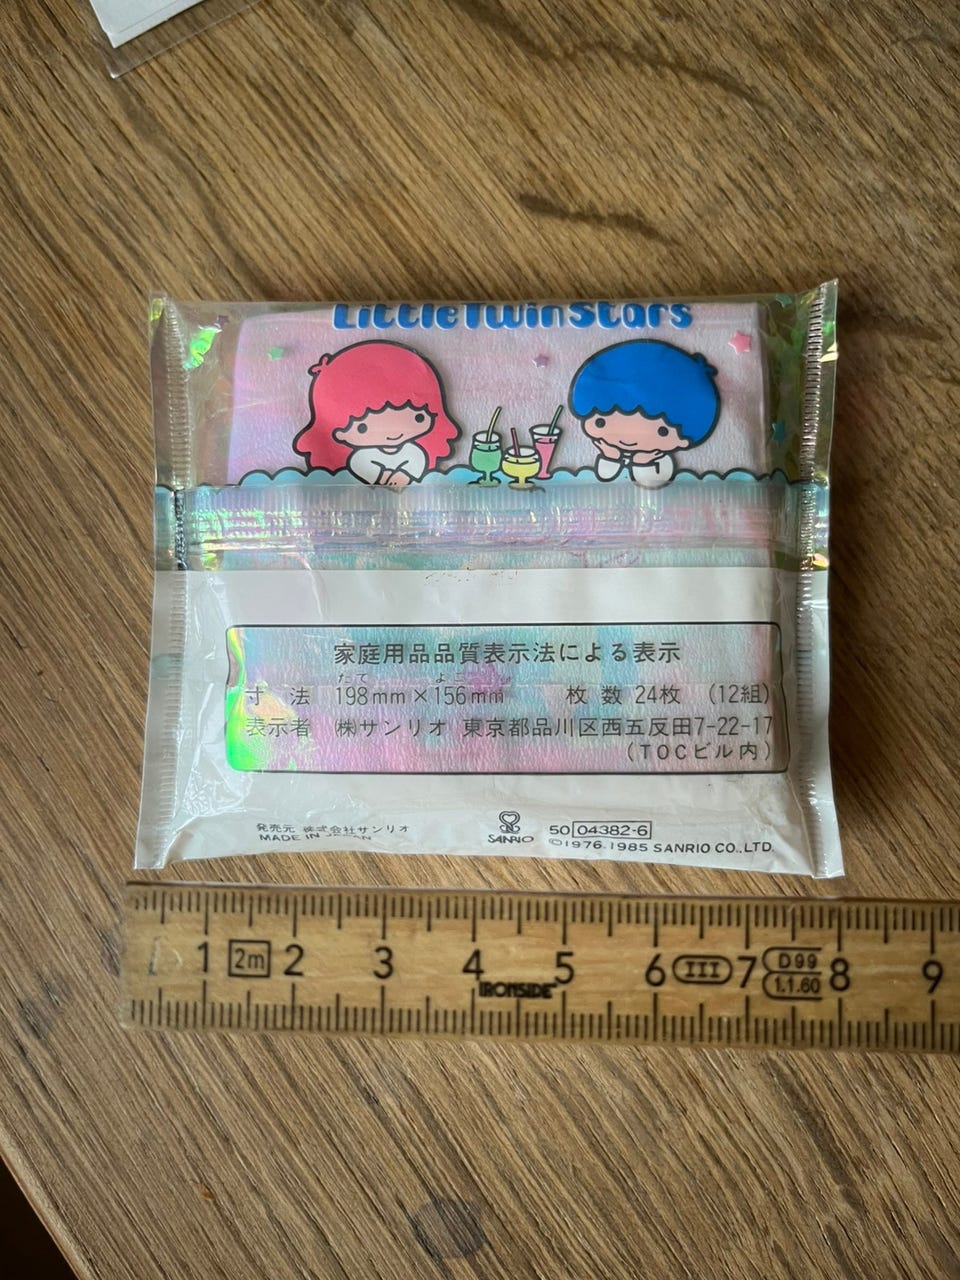 LittleTwinStars
家庭用品品質表示法による表示
たて よこ
寸 法 198mm×156mm 枚 数 24枚 (12組)
表示者 ㈱サンリオ 東京都品川区西五反田7-22-17
(TOCビル内)
発売元 株式会社サンリオ
MADE IN JAPAN
SANRIO
50 04382-6
©1976.1985 SANRIO CO.,LTD.
1 2m 2 3 4 5 6 III 7 D99 8 9
1.1.60
IRONSIDE